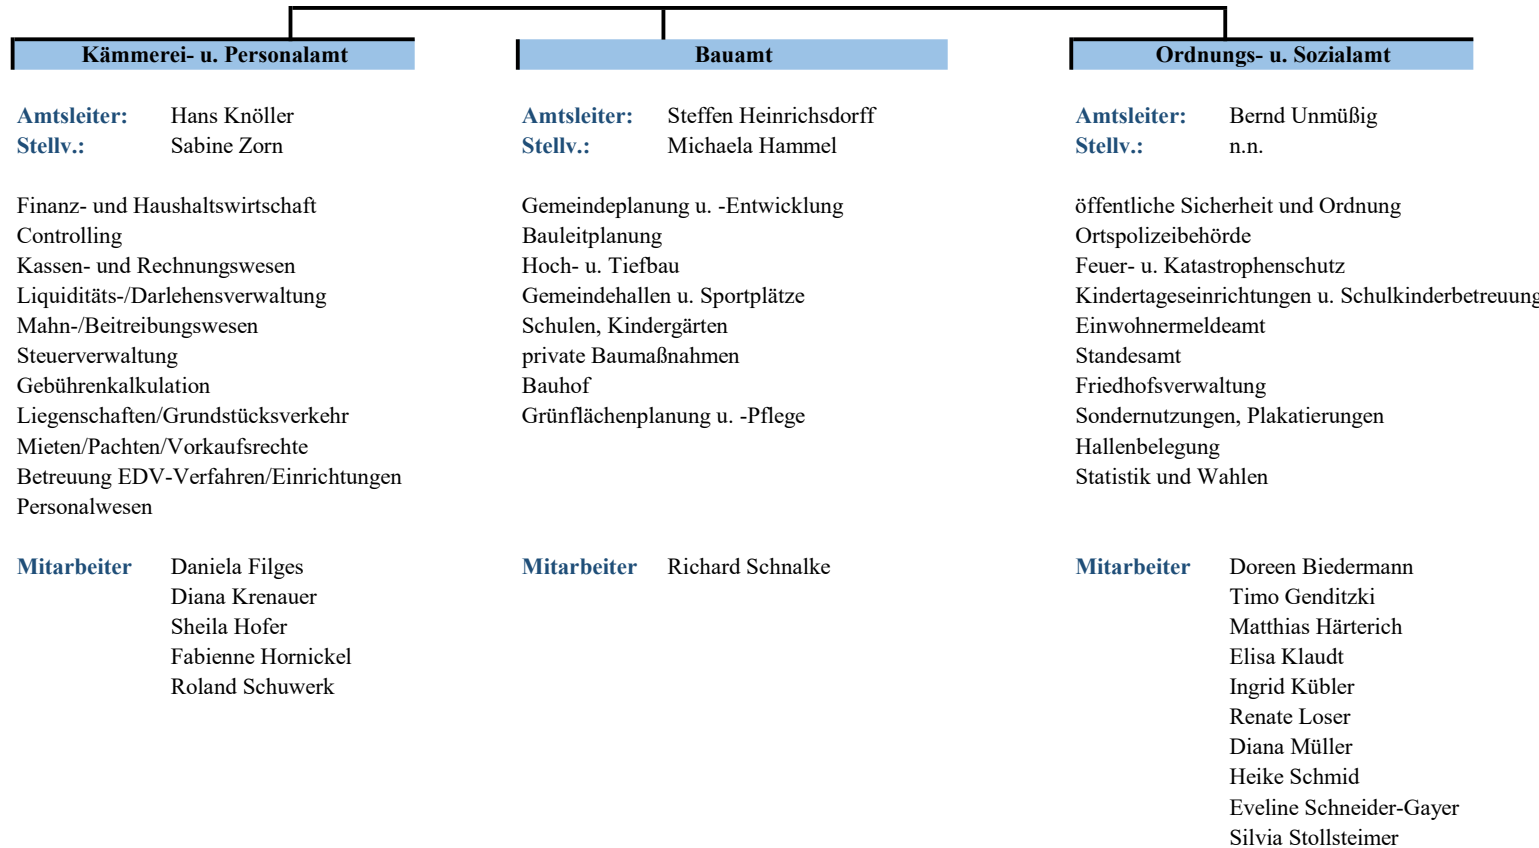 Kämmerei- u. Personalamt
Amtsleiter: Hans Knöller
Stellv.: Sabine Zorn
Finanz- und Haushaltswirtschaft
Controlling
Kassen- und Rechnungswesen
Liquiditäts-/Darlehensverwaltung
Mahn-/Beitreibungswesen
Steuerverwaltung
Gebührenkalkulation
Liegenschaften/Grundstücksverkehr
Mieten/Pachten/Vorkaufsrechte
Betreuung EDV-Verfahren/Einrichtungen
Personalwesen
Mitarbeiter Daniela Filges
Diana Krenauer
Sheila Hofer
Fabienne Hornickel
Roland Schuwerk
Bauamt
Amtsleiter: Steffen Heinrichsdorff
Stellv.: Michaela Hammel
Gemeindeplanung u. -Entwicklung
Bauleitplanung
Hoch- u. Tiefbau
Gemeindehallen u. Sportplätze
Schulen, Kindergärten
private Baumaßnahmen
Bauhof
Grünflächenplanung u. -Pflege
Mitarbeiter Richard Schnalke
Ordnungs- u. Sozialamt
Amtsleiter: Bernd Unmüßig
Stellv.: n.n.
öffentliche Sicherheit und Ordnung
Ortspolizeibehörde
Feuer- u. Katastrophenschutz
Kindertageseinrichtungen u. Schulkinderbetreuung
Einwohnermeldeamt
Standesamt
Friedhofsverwaltung
Sondernutzungen, Plakatierungen
Hallenbelegung
Statistik und Wahlen
Mitarbeiter Doreen Biedermann
Timo Genditzki
Matthias Härterich
Elisa Klaudt
Ingrid Kübler
Renate Loser
Diana Müller
Heike Schmid
Eveline Schneider-Gayer
Silvia Stollsteimer